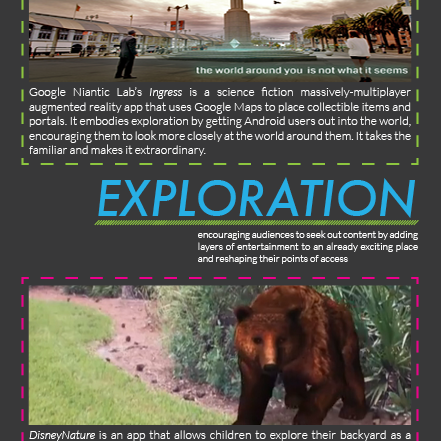 the world around you is not what it seems
Google Niantic Lab's Ingress is a science fiction massively-multiplayer
augmented reality app that uses Google Maps to place collectible items and
portals. It embodies exploration by getting Android users out into the world,
encouraging them to look more closely at the world around them. It takes the
familiar and makes it extraordinary.
EXPLORATION
encouraging audiences to seek out content by adding
layers of entertainment to an already exciting place
and reshaping their points of access
DisneyNature is an app that allows children to explore their backyard as a